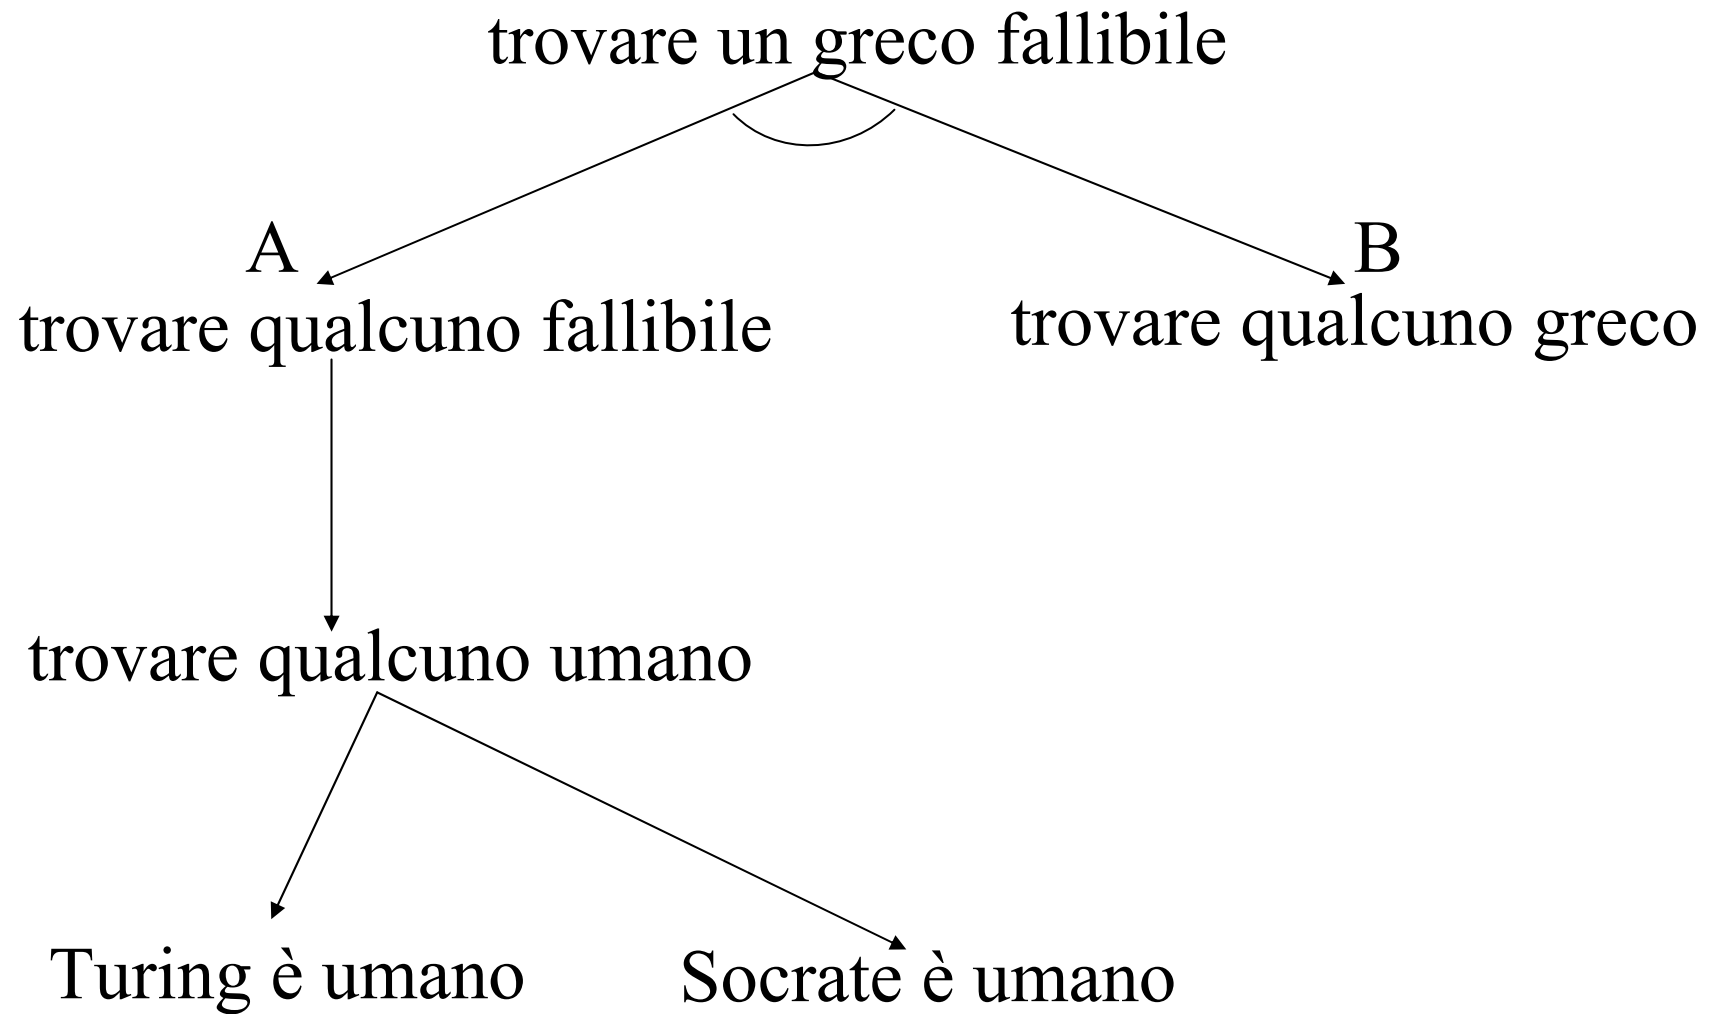 trovare un greco fallibile
A
B
trovare qualcuno fallibile
trovare qualcuno greco
trovare qualcuno umano
Turing è umano
Socrate è umano